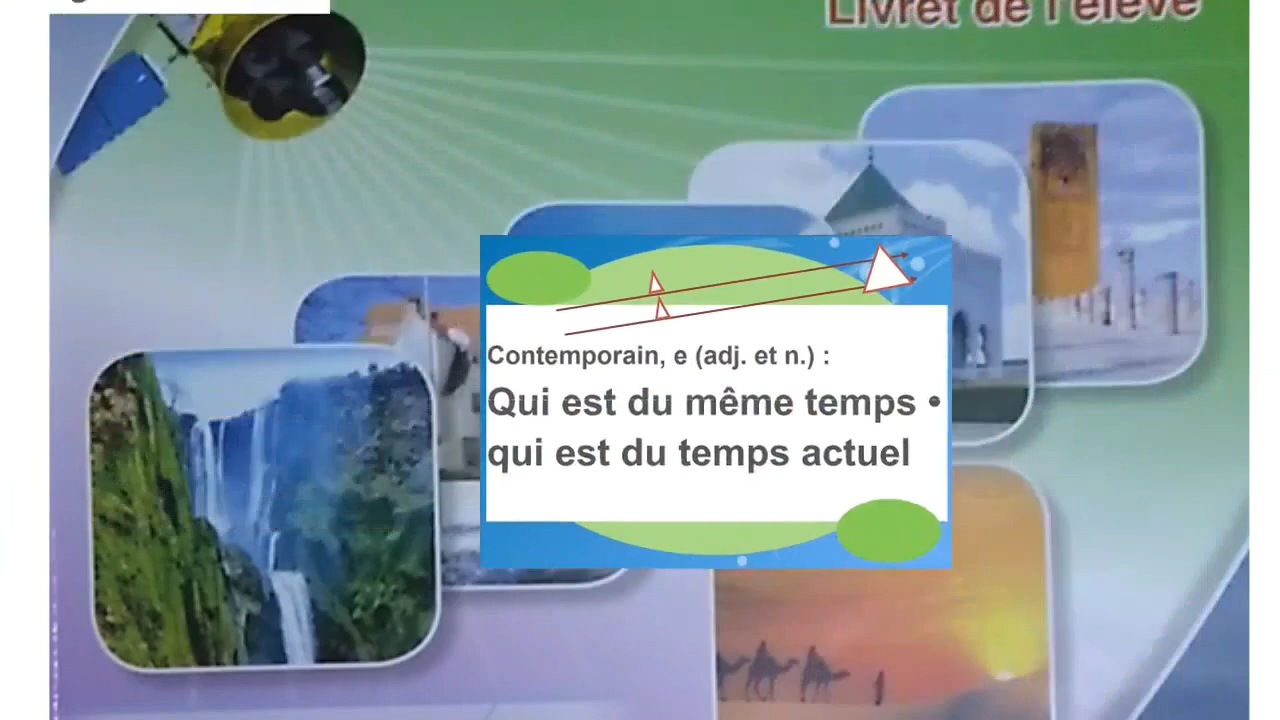 Livret de l'élève
Contemporain, e (adj. et n.) :
Qui est du même temps •
qui est du temps actuel